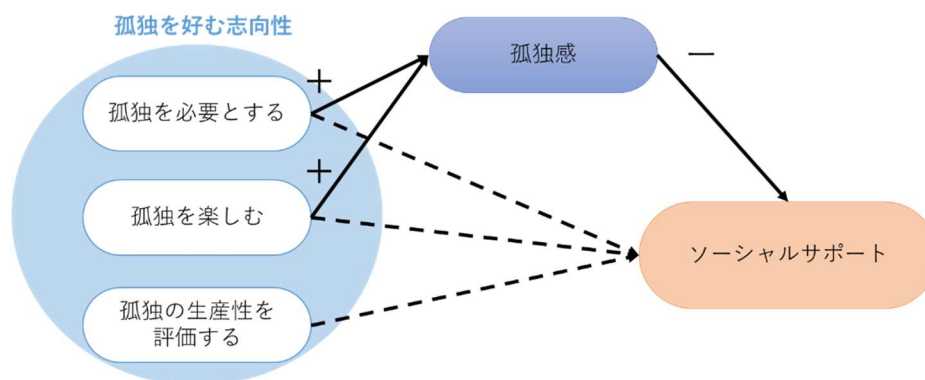 孤独を好む志向性
孤独感
－
＋
孤独を必要とする
＋
孤独を楽しむ
ソーシャルサポート
孤独の生産性を
評価する